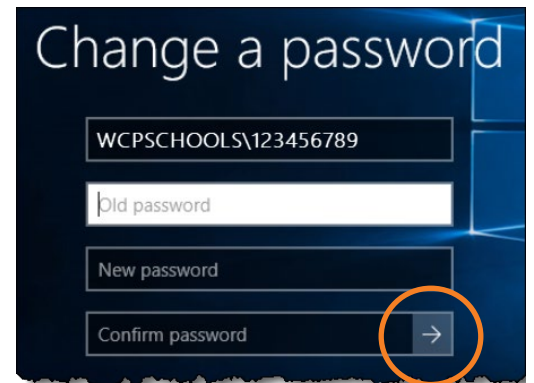 Change a password
WCPSCHOOLS\123456789
Old password
New password
Confirm password